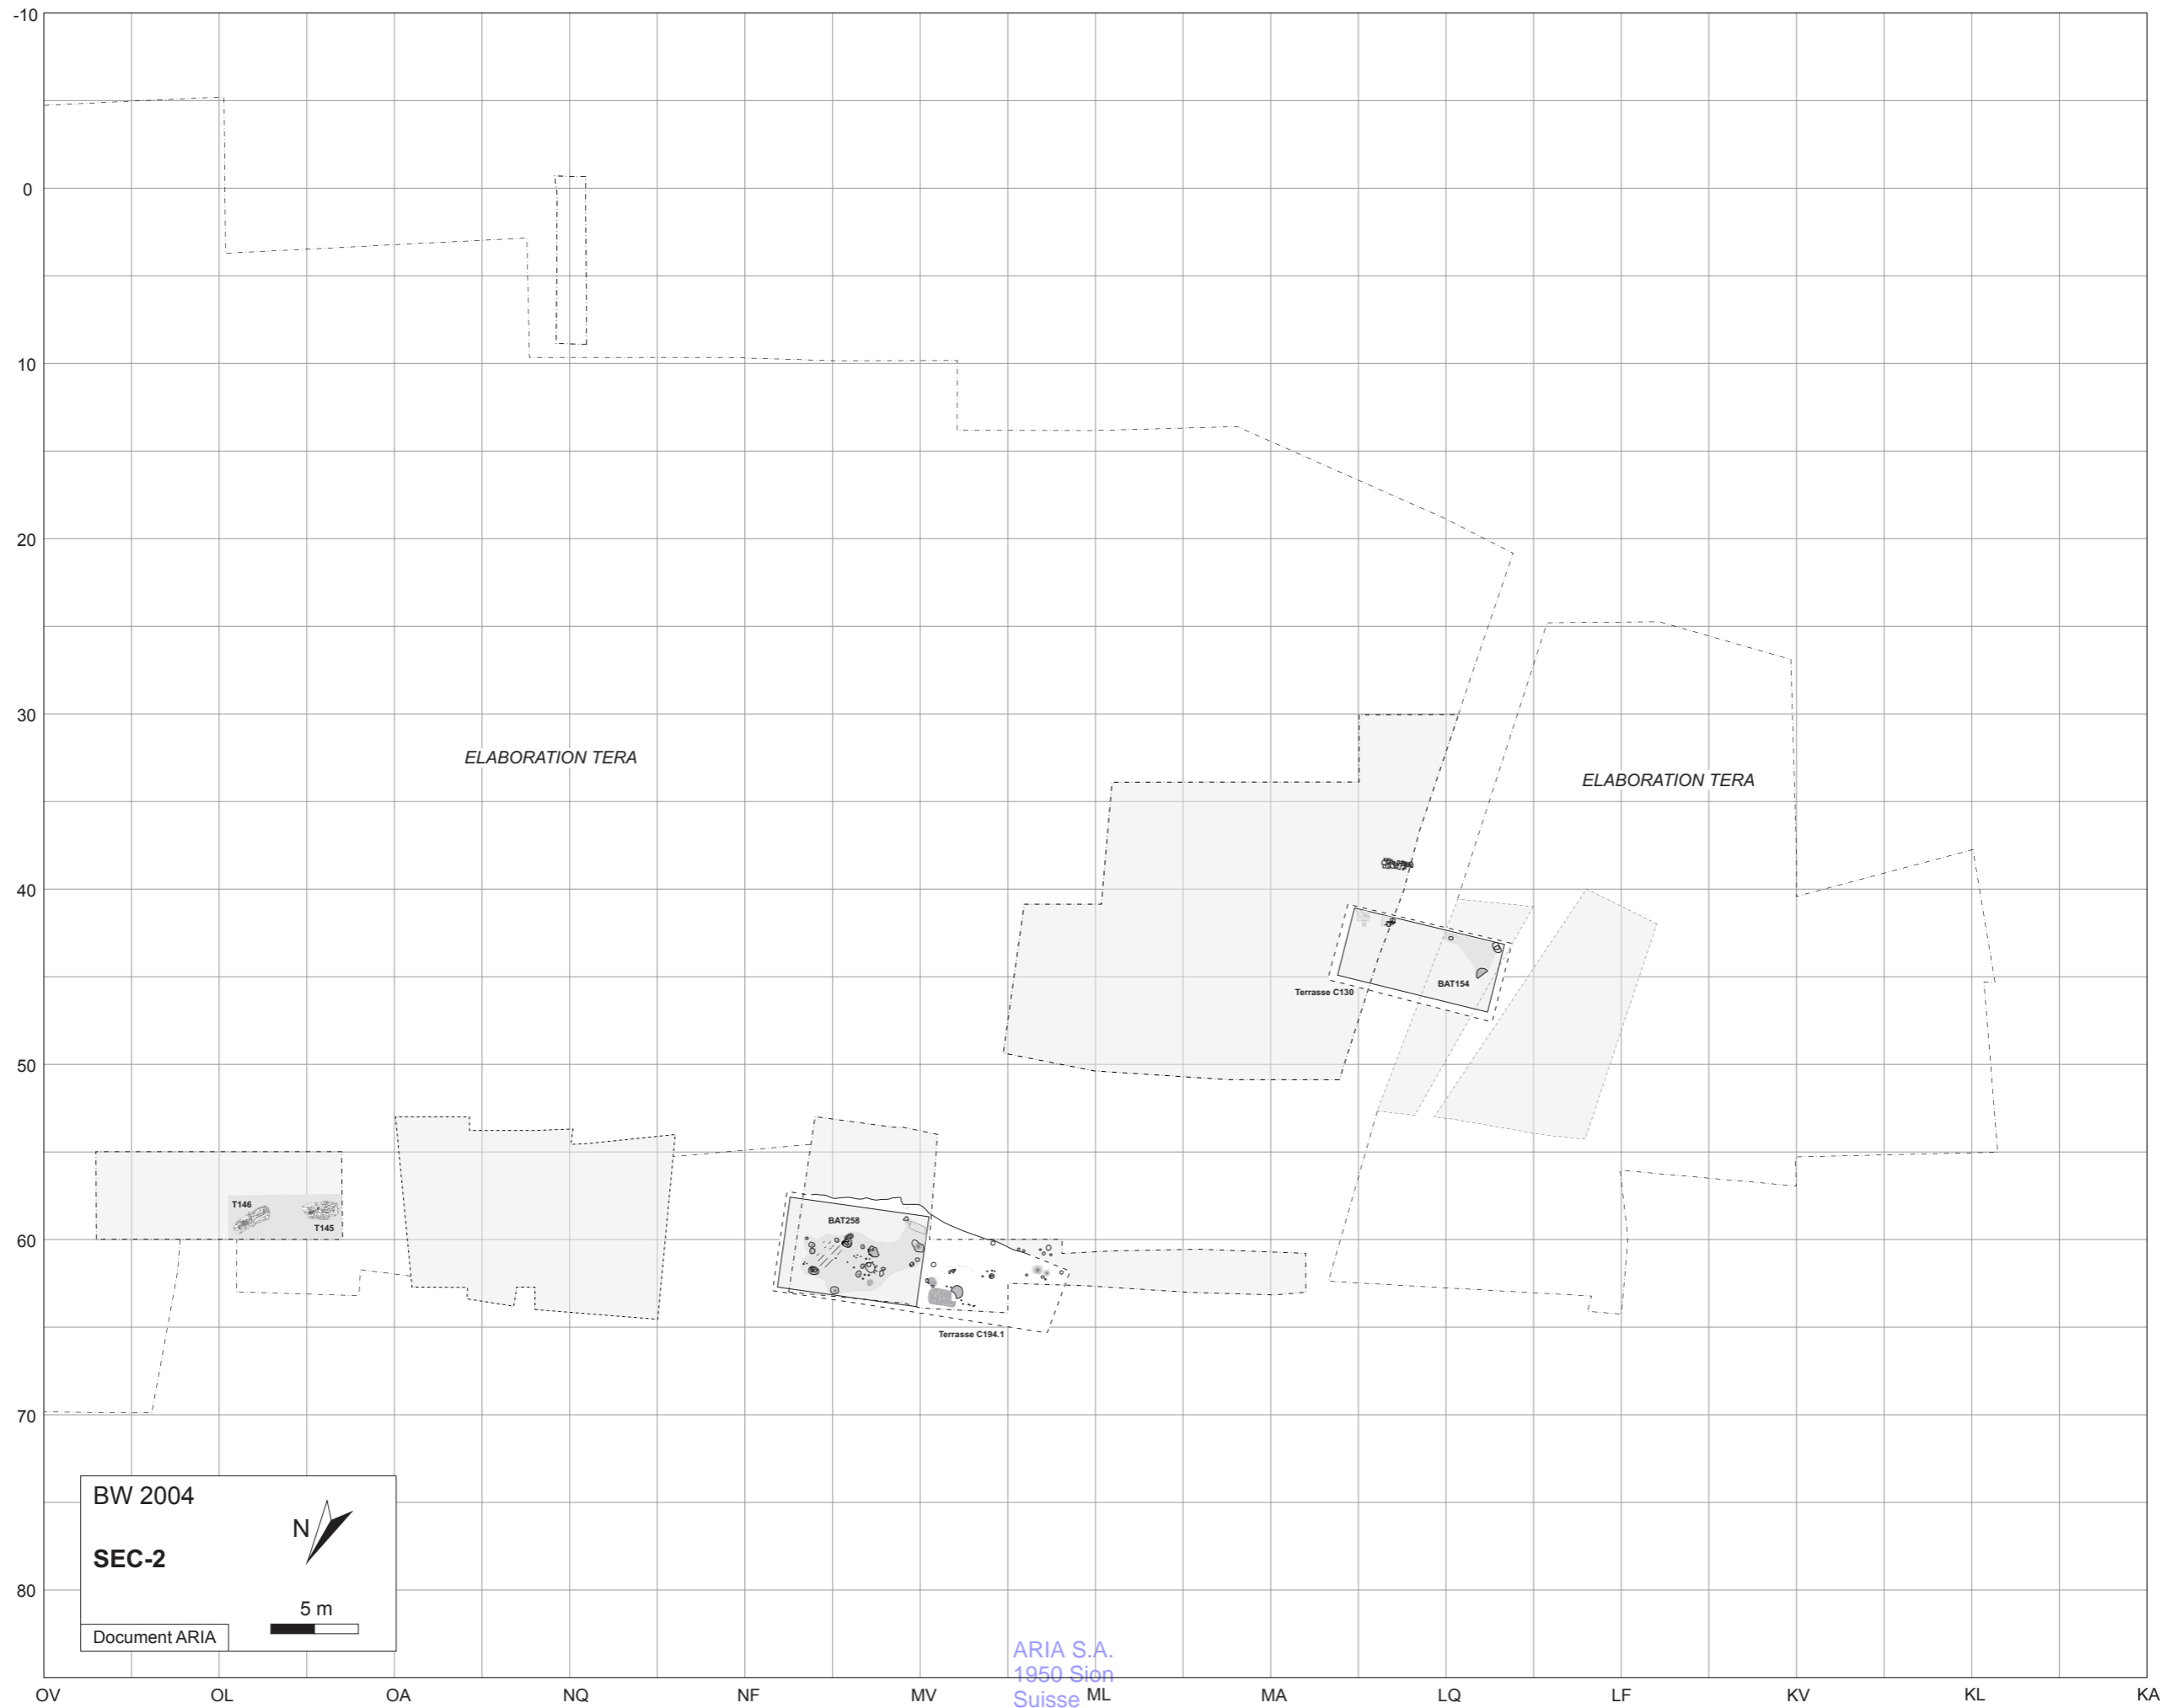 -10
0
10
20
30
ELABORATION TERA
ELABORATION TERA
40
BAT154
Terrasse C130
50
T146
T145
BAT258
60
Terrasse C194.1
70
BW 2004
N
SEC-2
80
5 m
Document ARIA
ARIA S.A.
1950 Sion
Suisse
OV OL OA NQ NF MV ML MA LQ LF KV KL KA